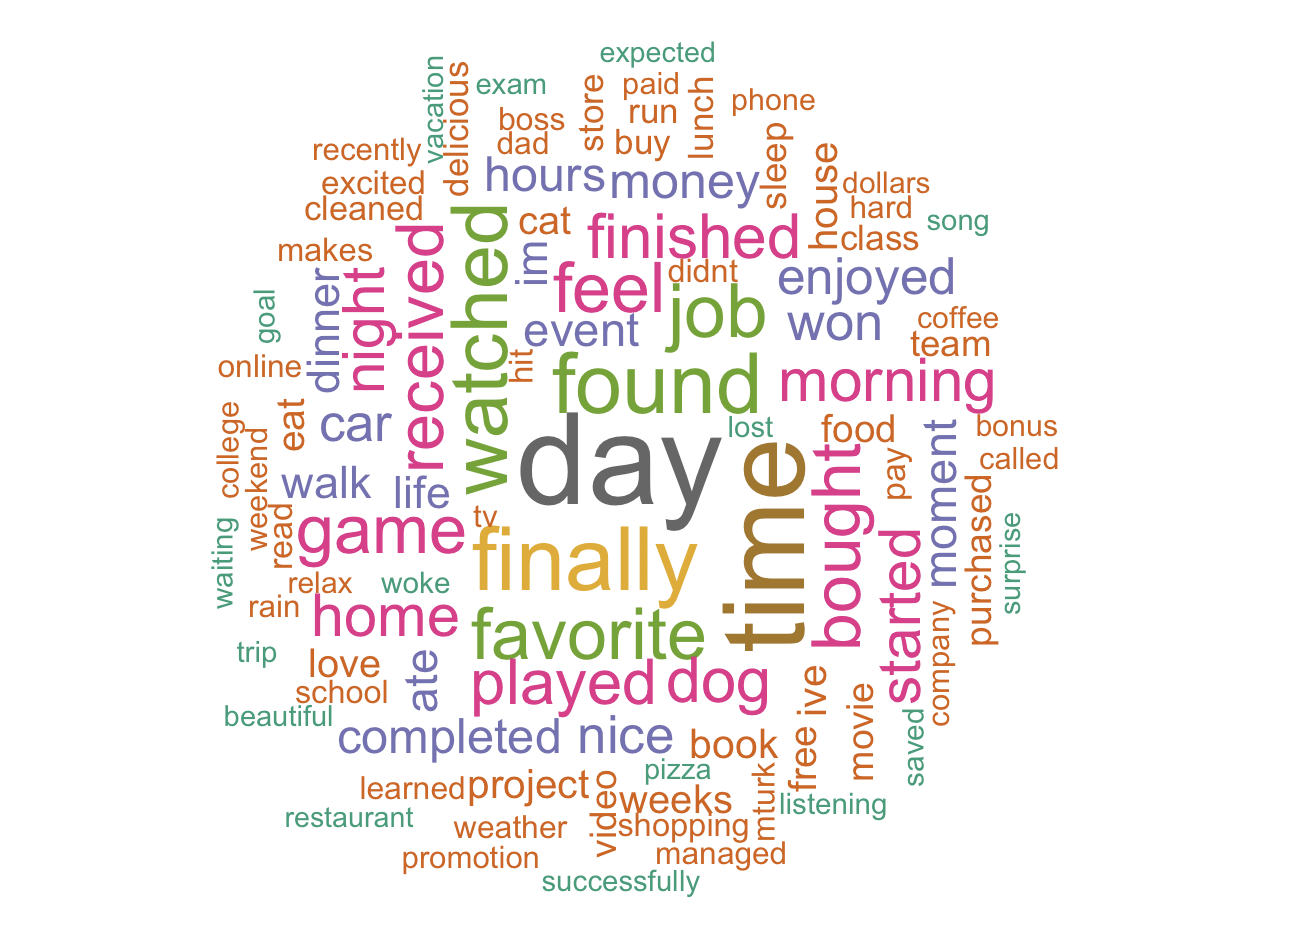 expected
vacation
delicious
exam
store
paid
lunch
phone
boss
run
recently
dad
buy
sleep
house
excited
hours
money
dollars
cleaned
watched
cat
finished
hard
song
makes
received
im
didnt
class
goal
dinner
night
feel
job
enjoyed
event
won
coffee
online
hit
found
morning
team
college
eat
car
day
lost
food
moment
bonus
weekend
walk
life
time
bought
pay
called
waiting
read
game
tv
finally
started
purchased
surprise
relax
woke
rain
home
favorite
company
trip
love
ate
played
dog
ive
movie
school
beautiful
completed
nice
book
free
saved
learned
project
video
pizza
weeks
mturk
listening
restaurant
weather
shopping
promotion
managed
successfully